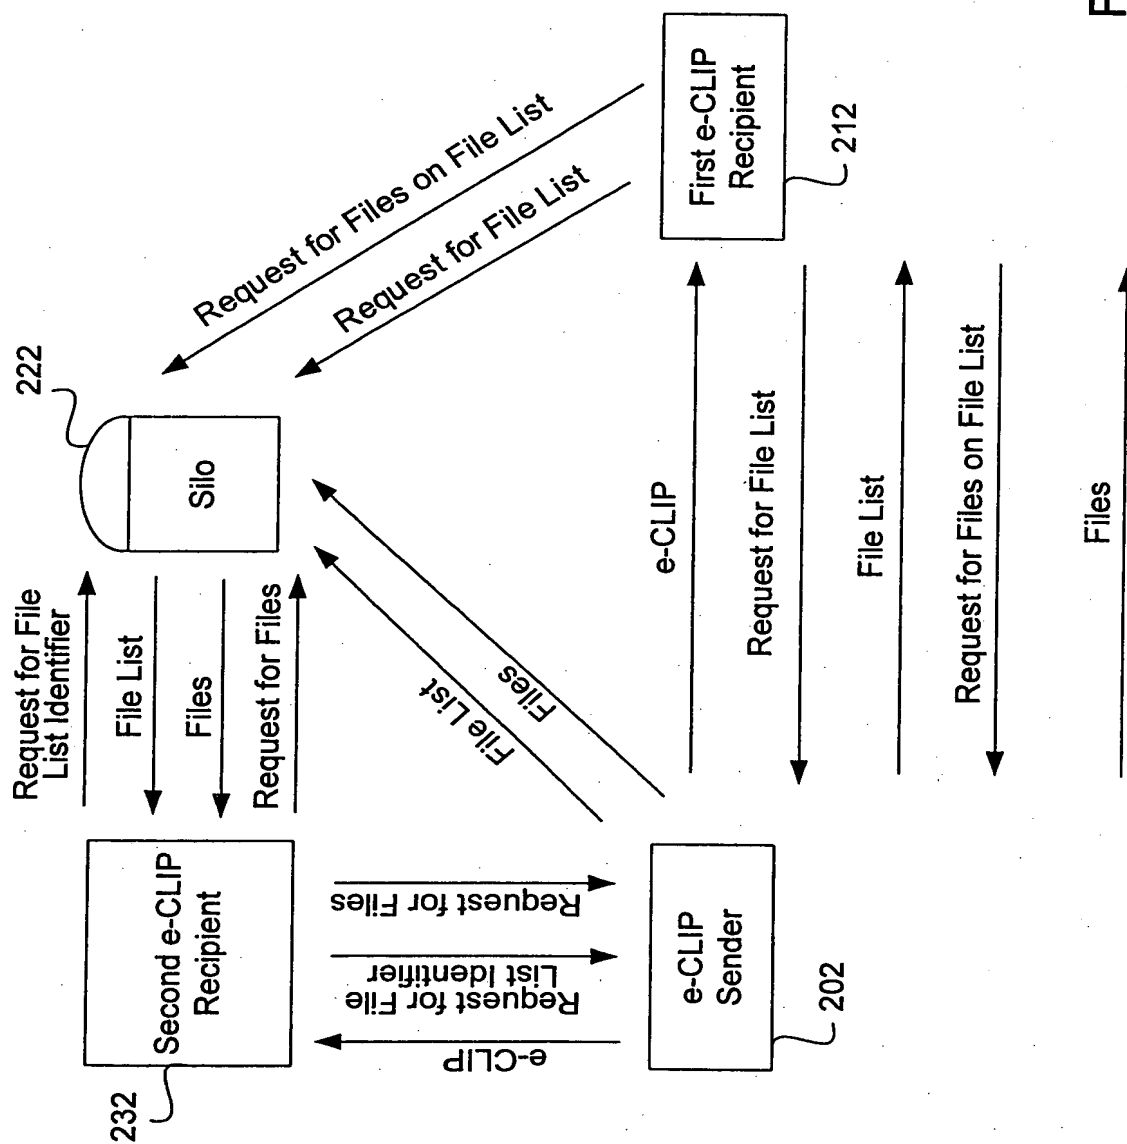 232
Second e-CLIP
Recipient
Request for File
List Identifier
File List
Files
Request for Files
222
Silo
e-CLIP
Request for File
List Identifier
Request for Files
File List
Files
Request for Files on File List
Request for File List
e-CLIP
Sender
202
First e-CLIP
Recipient
212
e-CLIP
Request for File List
File List
Request for Files on File List
Files